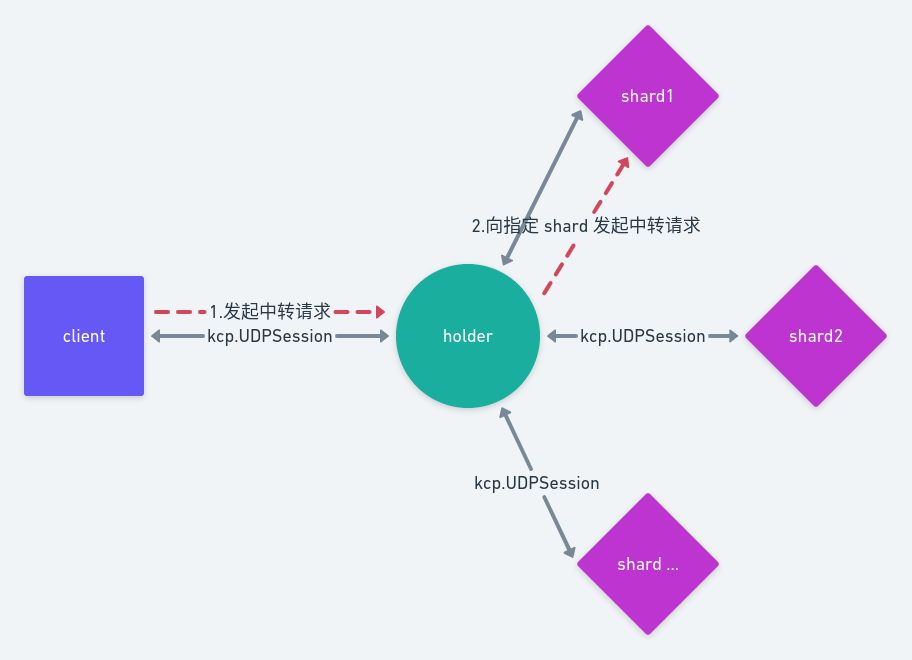 shard1
2.向指定 shard 发起中转请求
1.发起中转请求
client
kcp.UDPSession
holder
kcp.UDPSession
shard2
kcp.UDPSession
shard ...